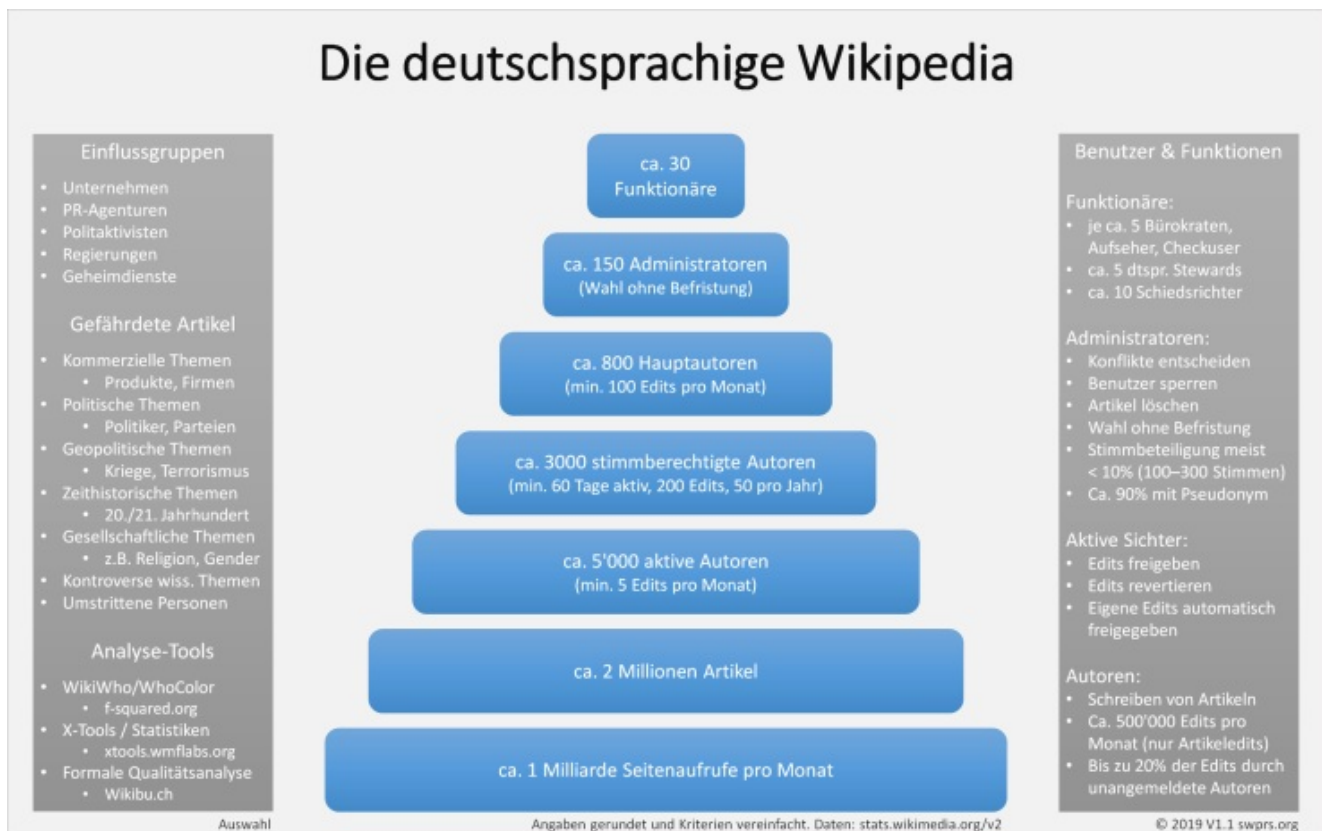 Die deutschsprachige Wikipedia
Einflussgruppen
• Unternehmen
• PR-Agenturen
• Politaktivisten
• Regierungen
• Geheimdienste
Gefährdete Artikel
• Kommerzielle Themen
• Produkte, Firmen
• Politische Themen
• Politiker, Parteien
• Geopolitische Themen
• Kriege, Terrorismus
• Zeithistorische Themen
• 20./21. Jahrhundert
• Gesellschaftliche Themen
• z.B. Religion, Gender
• Kontroverse wiss. Themen
• Umstrittene Personen
Analyse-Tools
• WikiWho/WhoColor
• f-squared.org
• X-Tools / Statistiken
• xtools.wmflabs.org
• Formale Qualitätsanalyse
• Wikibu.ch
Auswahl
ca. 30
Funktionäre
ca. 150 Administratoren
(Wahl ohne Befristung)
ca. 800 Hauptautoren
(min. 100 Edits pro Monat)
ca. 3000 stimmberechtigte Autoren
(min. 60 Tage aktiv, 200 Edits, 50 pro Jahr)
ca. 5'000 aktive Autoren
(min. 5 Edits pro Monat)
ca. 2 Millionen Artikel
ca. 1 Milliarde Seitenaufrufe pro Monat
Angaben gerundet und Kriterien vereinfacht. Daten: stats.wikimedia.org/v2
Benutzer & Funktionen
Funktionäre:
• je ca. 5 Bürokraten,
Aufseher, Checkuser
• ca. 5 dtspr. Stewards
• ca. 10 Schiedsrichter
Administratoren:
• Konflikte entscheiden
• Benutzer sperren
• Artikel löschen
• Wahl ohne Befristung
• Stimmbeteiligung meist
< 10% (100–300 Stimmen)
• Ca. 90% mit Pseudonym
Aktive Sichter:
• Edits freigeben
• Edits revertieren
• Eigene Edits automatisch
freigegeben
Autoren:
• Schreiben von Artikeln
• Ca. 500'000 Edits pro
Monat (nur Artikeledits)
• Bis zu 20% der Edits durch
unangemeldete Autoren
© 2019 V1.1 swprs.org